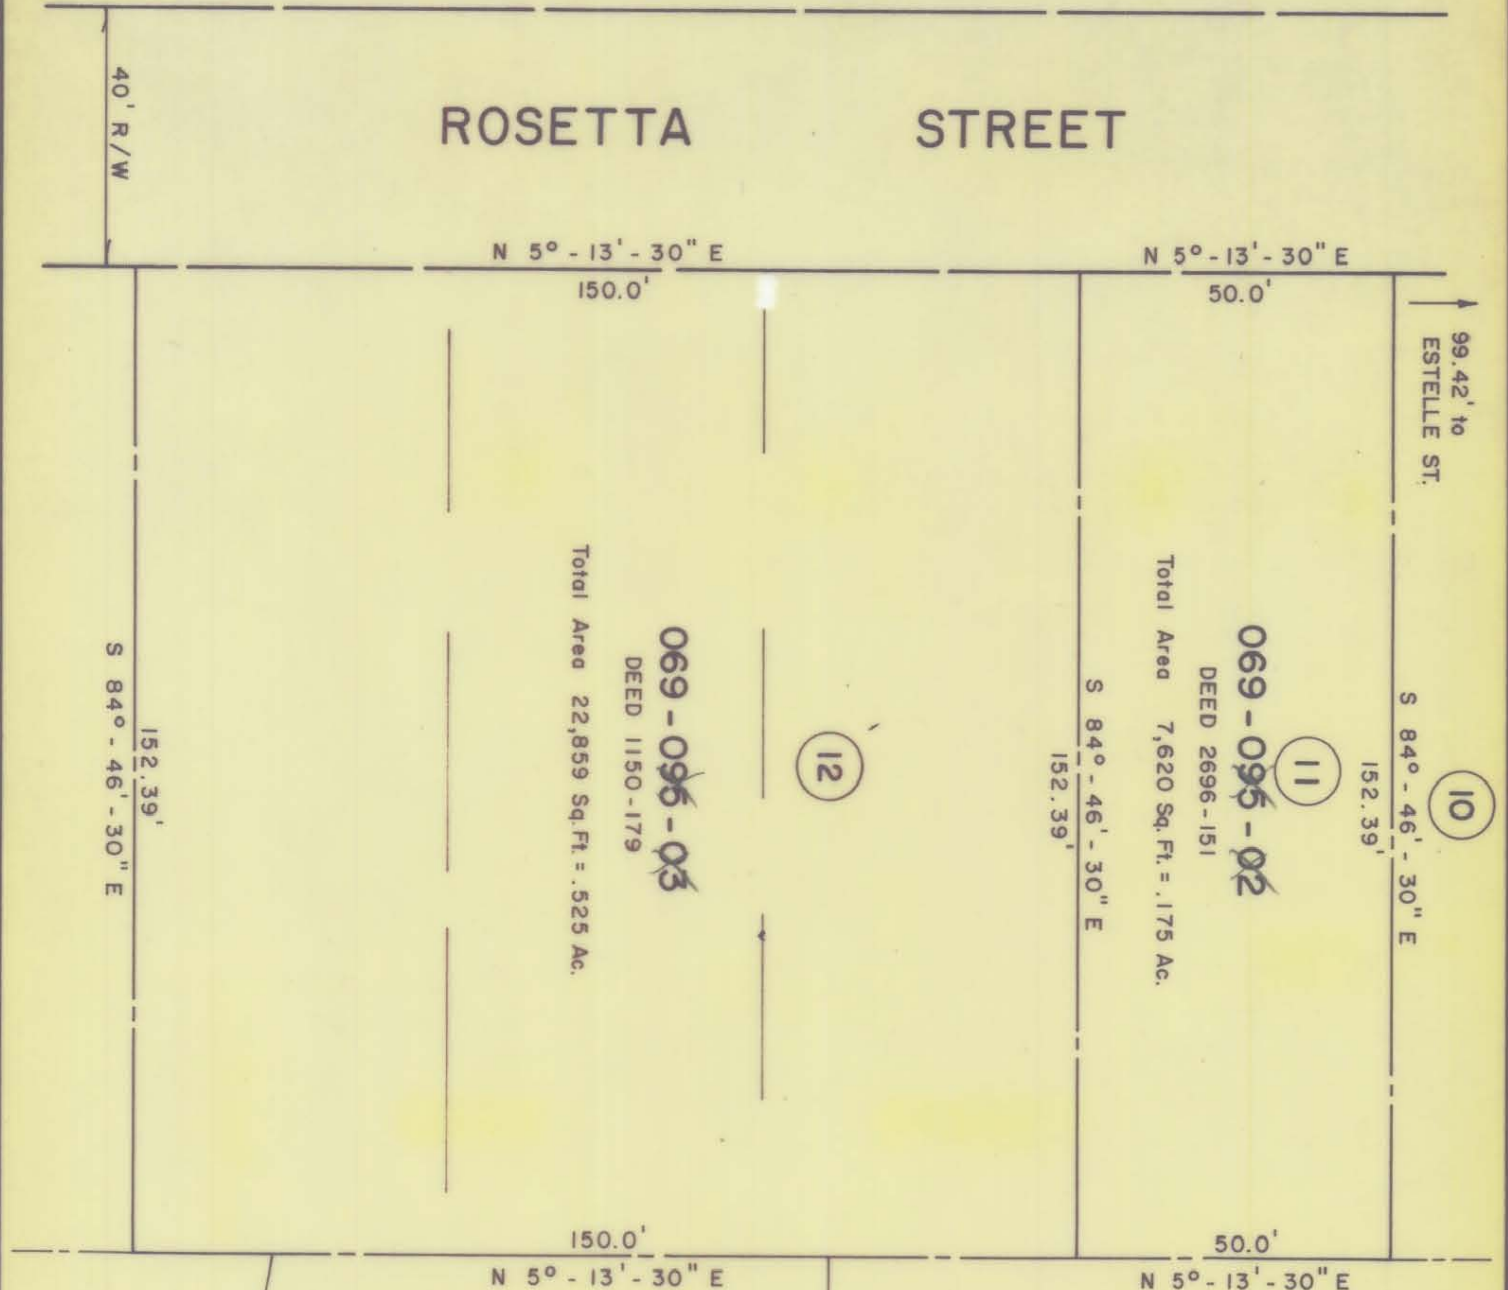 40' R/W
ROSETTA STREET
N 5° - 13' - 30" E
150.0'
N 5° - 13' - 30" E
50.0'
99.42' to
ESTELLE ST.
S 84° - 46' - 30" E
152.39'
10
11
069 - 095 - 02
DEED 2696 - 151
Total Area 7,620 Sq. Ft. = .175 Ac.
S 84° - 46' - 30" E
152.39'
12
069 - 095 - 03
DEED 1150 - 179
Total Area 22,859 Sq. Ft. = .525 Ac.
152.39'
S 84° - 46' - 30" E
150.0'
N 5° - 13' - 30" E
50.0'
N 5° - 13' - 30" E